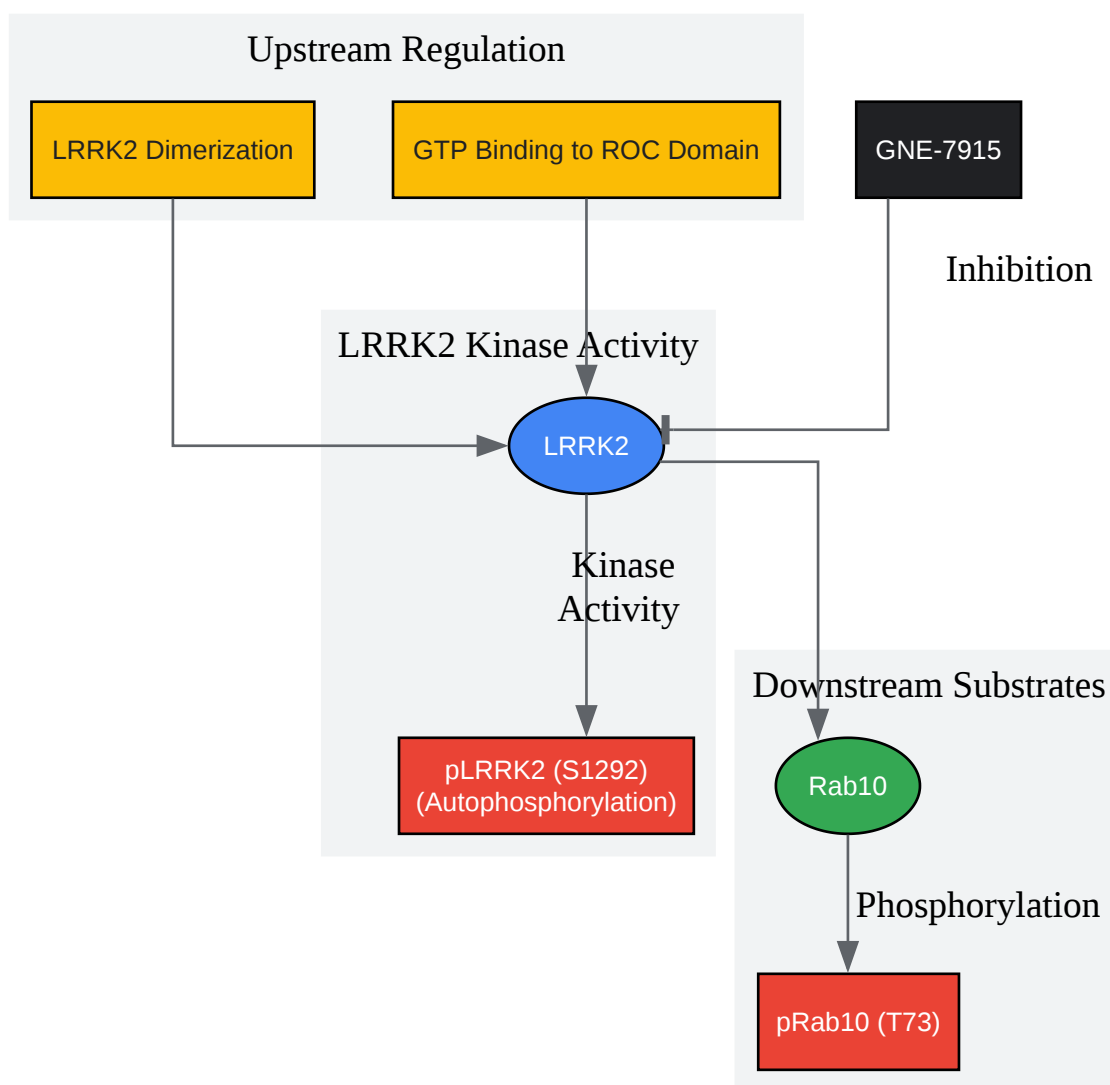 Upstream Regulation
LRRK2 Dimerization
GTP Binding to ROC Domain
GNE-7915
Inhibition
LRRK2 Kinase Activity
LRRK2
Kinase
Activity
Downstream Substrates
pLRRK2 (S1292)
(Autophosphorylation)
Rab10
Phosphorylation
pRab10 (T73)